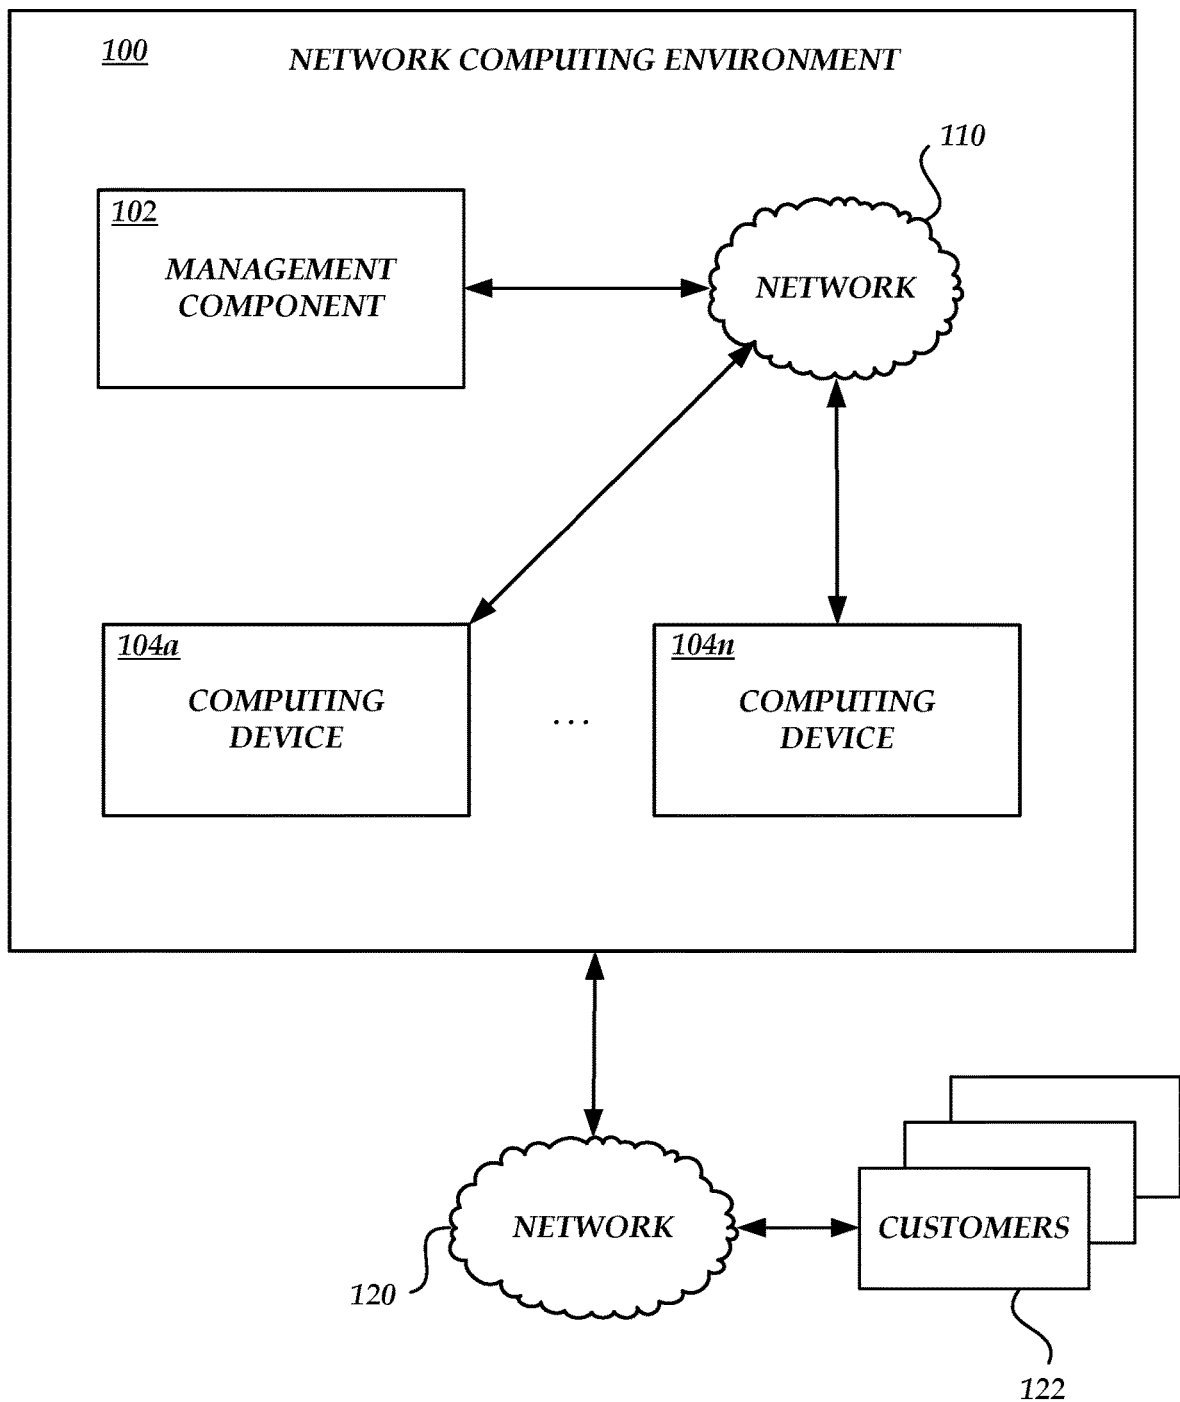 100
NETWORK COMPUTING ENVIRONMENT
110
102
MANAGEMENT
COMPONENT
NETWORK
104a
COMPUTING
DEVICE
...
104n
COMPUTING
DEVICE
NETWORK
CUSTOMERS
120
122